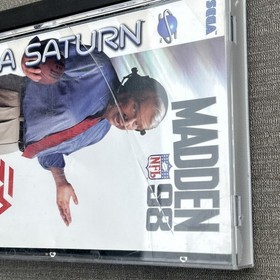 A SATURN
SEGA
MADDEN
NFL
98